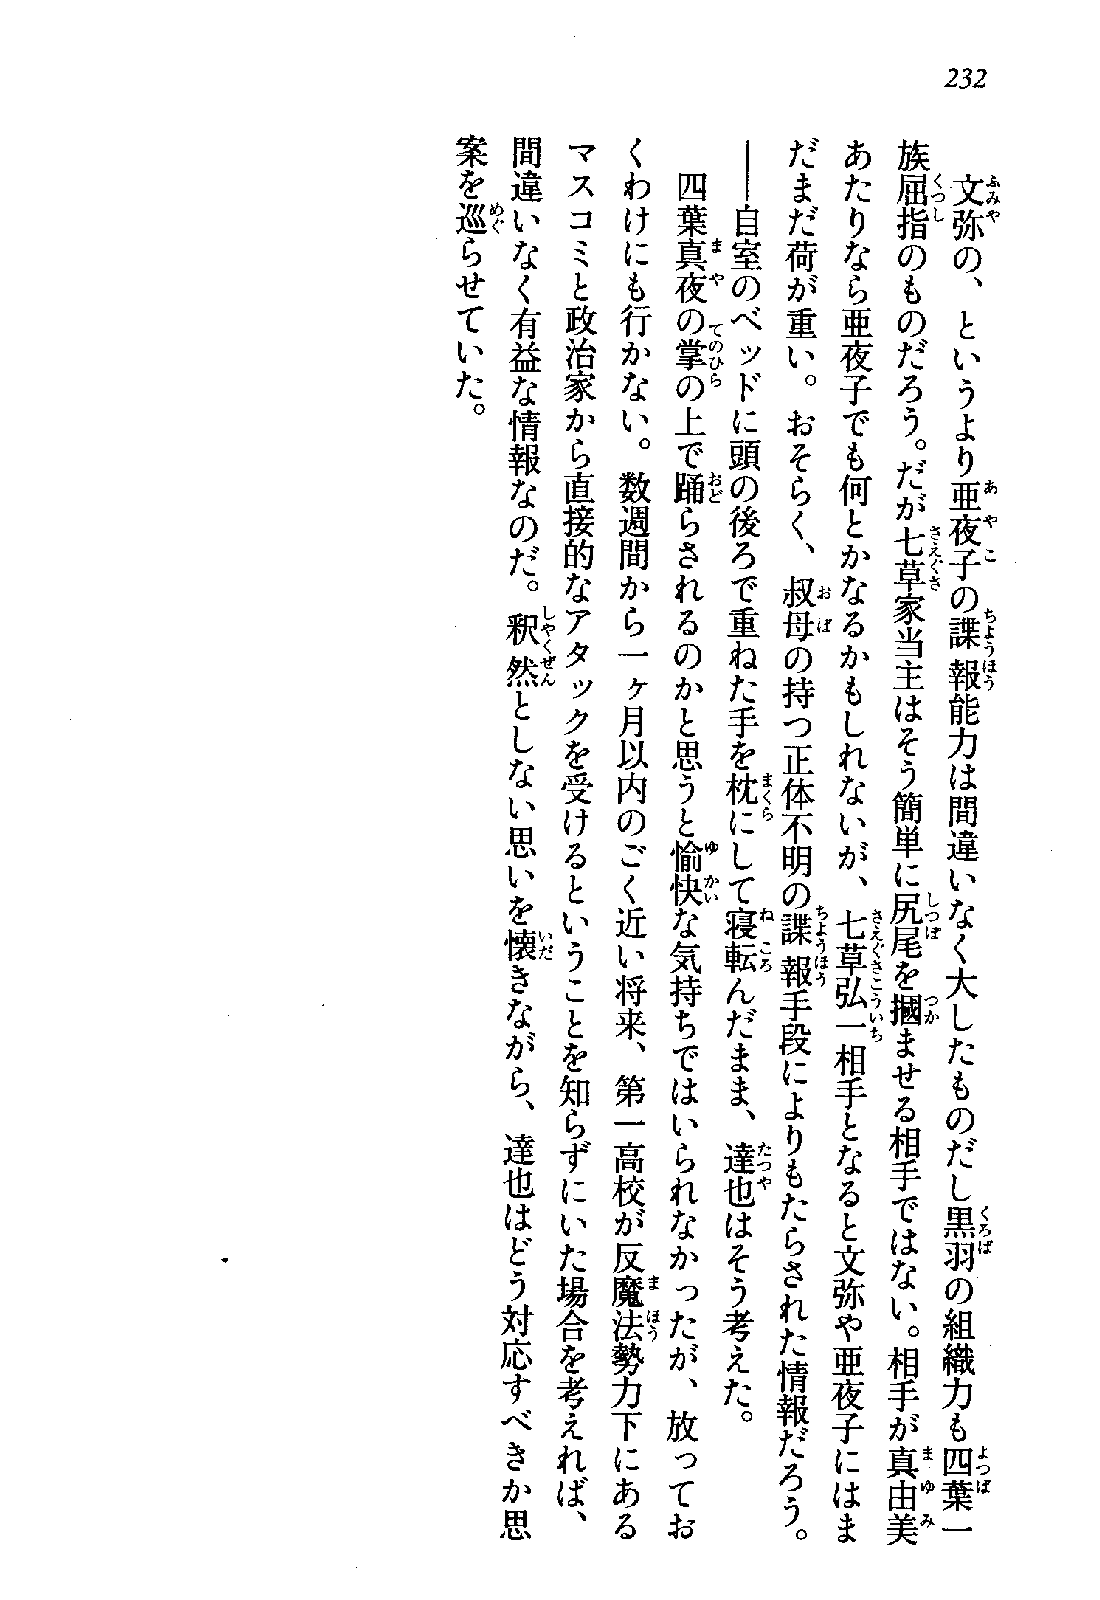 232
文弥の、というより亜夜子の諜報能力は間違いなく大したものだし黒羽の組織力も四葉一
族屈指のものだろう。だが七草家当主はそう簡単に尻尾を摑ませる相手ではない。相手が真由美
あたりなら亜夜子でも何とかなるかもしれないが、七草弘一相手となると文弥や亜夜子にはま
だまだ荷が重い。おそらく、叔母の持つ正体不明の諜報手段によりもたらされた情報だろう。
――自室のベッドに頭の後ろで重ねた手を枕にして寝転んだまま、達也はそう考えた。
四葉真夜の掌の上で踊らされるのかと思うと愉快な気持ちではいられなかったが、放ってお
くわけにも行かない。数週間から一ヶ月以内のごく近い将来、第一高校が反魔法勢力下にある
マスコミと政治家から直接的なアタックを受けるということを知らずにいた場合を考えれば、
間違いなく有益な情報なのだ。釈然としない思いを懐きながら、達也はどう対応すべきか思
案を巡らせていた。